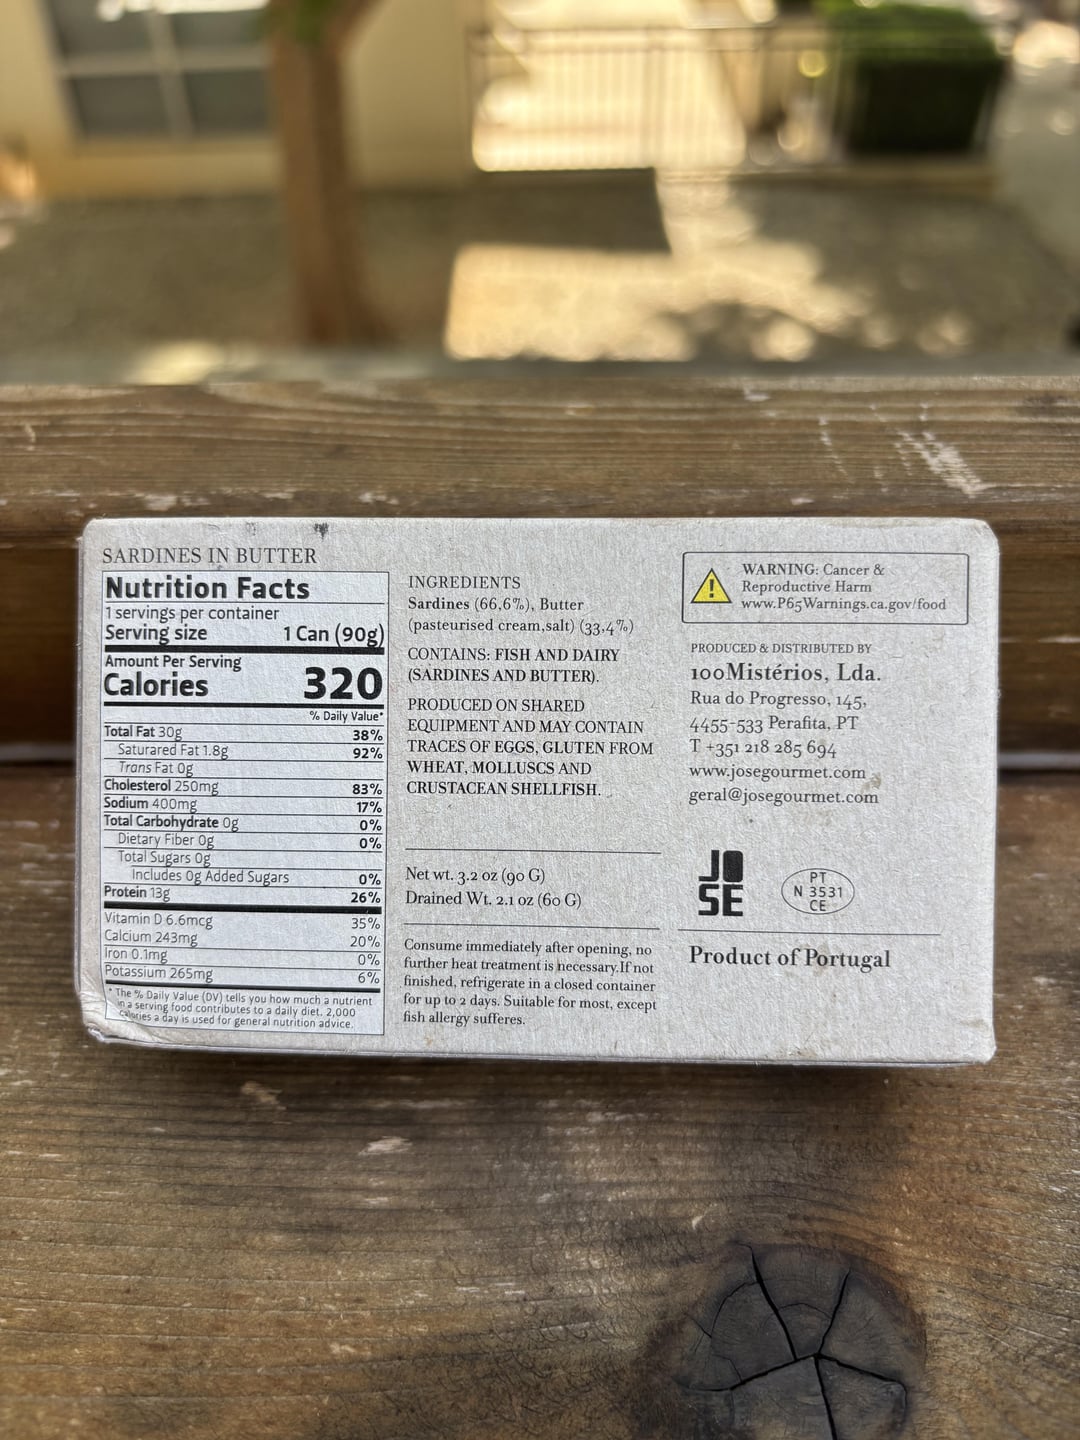 SARDINES IN BUTTER
Nutrition Facts
1 servings per container
Serving size 1 Can (90g)
Amount Per Serving
Calories 320
% Daily Value*
Total Fat 30g 38%
Saturared Fat 1.8g 92%
Trans Fat 0g
Cholesterol 250mg 83%
Sodium 400mg 17%
Total Carbohydrate 0g 0%
Dietary Fiber 0g 0%
Total Sugars 0g
Includes 0g Added Sugars 0%
Protein 13g 26%
Vitamin D 6.6mcg 35%
Calcium 243mg 20%
Iron 0.1mg 0%
Potassium 265mg 6%
* The % Daily Value (DV) tells you how much a nutrient
in a serving food contributes to a daily diet. 2,000
calories a day is used for general nutrition advice.
INGREDIENTS
Sardines (66,6%), Butter
(pasteurised cream,salt) (33,4%)
CONTAINS: FISH AND DAIRY
(SARDINES AND BUTTER).
PRODUCED ON SHARED
EQUIPMENT AND MAY CONTAIN
TRACES OF EGGS, GLUTEN FROM
WHEAT, MOLLUSCS AND
CRUSTACEAN SHELLFISH.
Net wt. 3.2 oz (90 G)
Drained Wt. 2.1 oz (60 G)
Consume immediately after opening, no
further heat treatment is necessary.If not
finished, refrigerate in a closed container
for up to 2 days. Suitable for most, except
fish allergy sufferes.
WARNING: Cancer &
Reproductive Harm
www.P65Warnings.ca.gov/food
PRODUCED & DISTRIBUTED BY
100Mistérios, Lda.
Rua do Progresso, 145,
4455-533 Perafita, PT
T +351 218 285 694
www.josegourmet.com
geral@josegourmet.com
JO
SE
PT
N 3531
CE
Product of Portugal